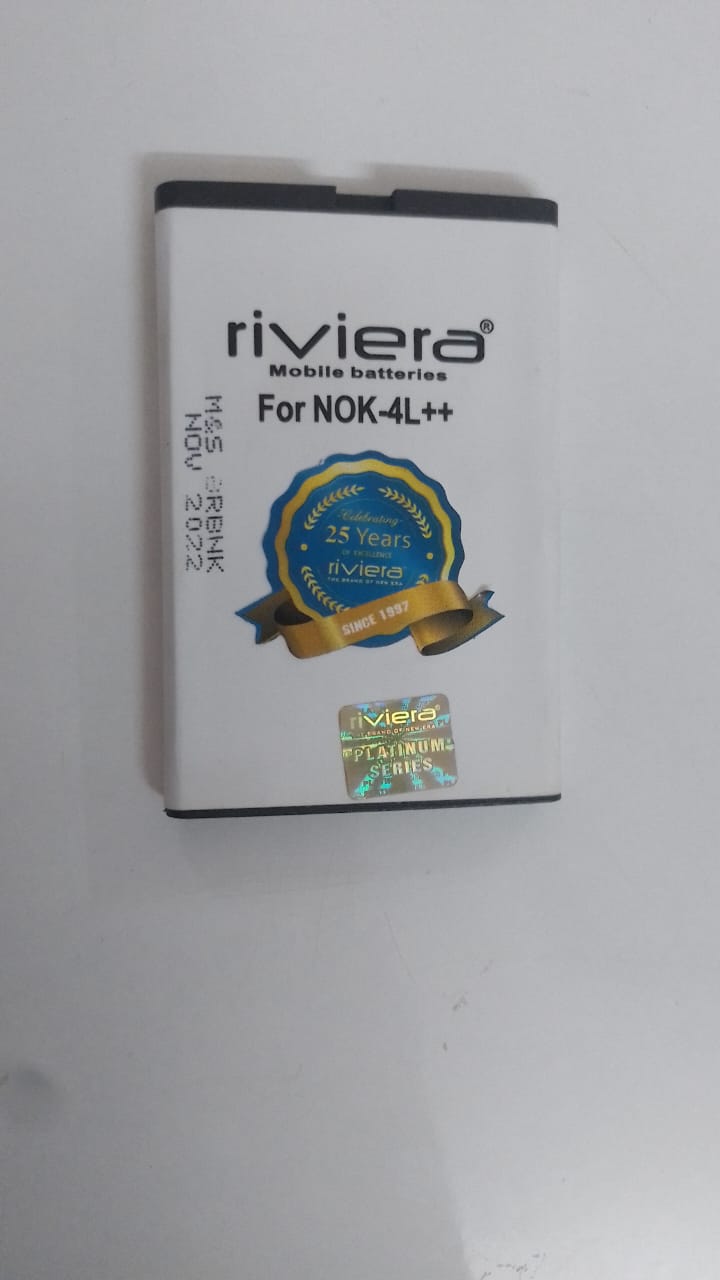 riviera®
Mobile batteries
For NOK-4L++
M&S @RBNK
NOV 2022
Celebrating
25 Years
OF EXCELLENCE
riviera
THE BRAND OF NEW ERA
SINCE 1997
riviera®
BRAND OF NEW ERA
PLATINUM
SERIES